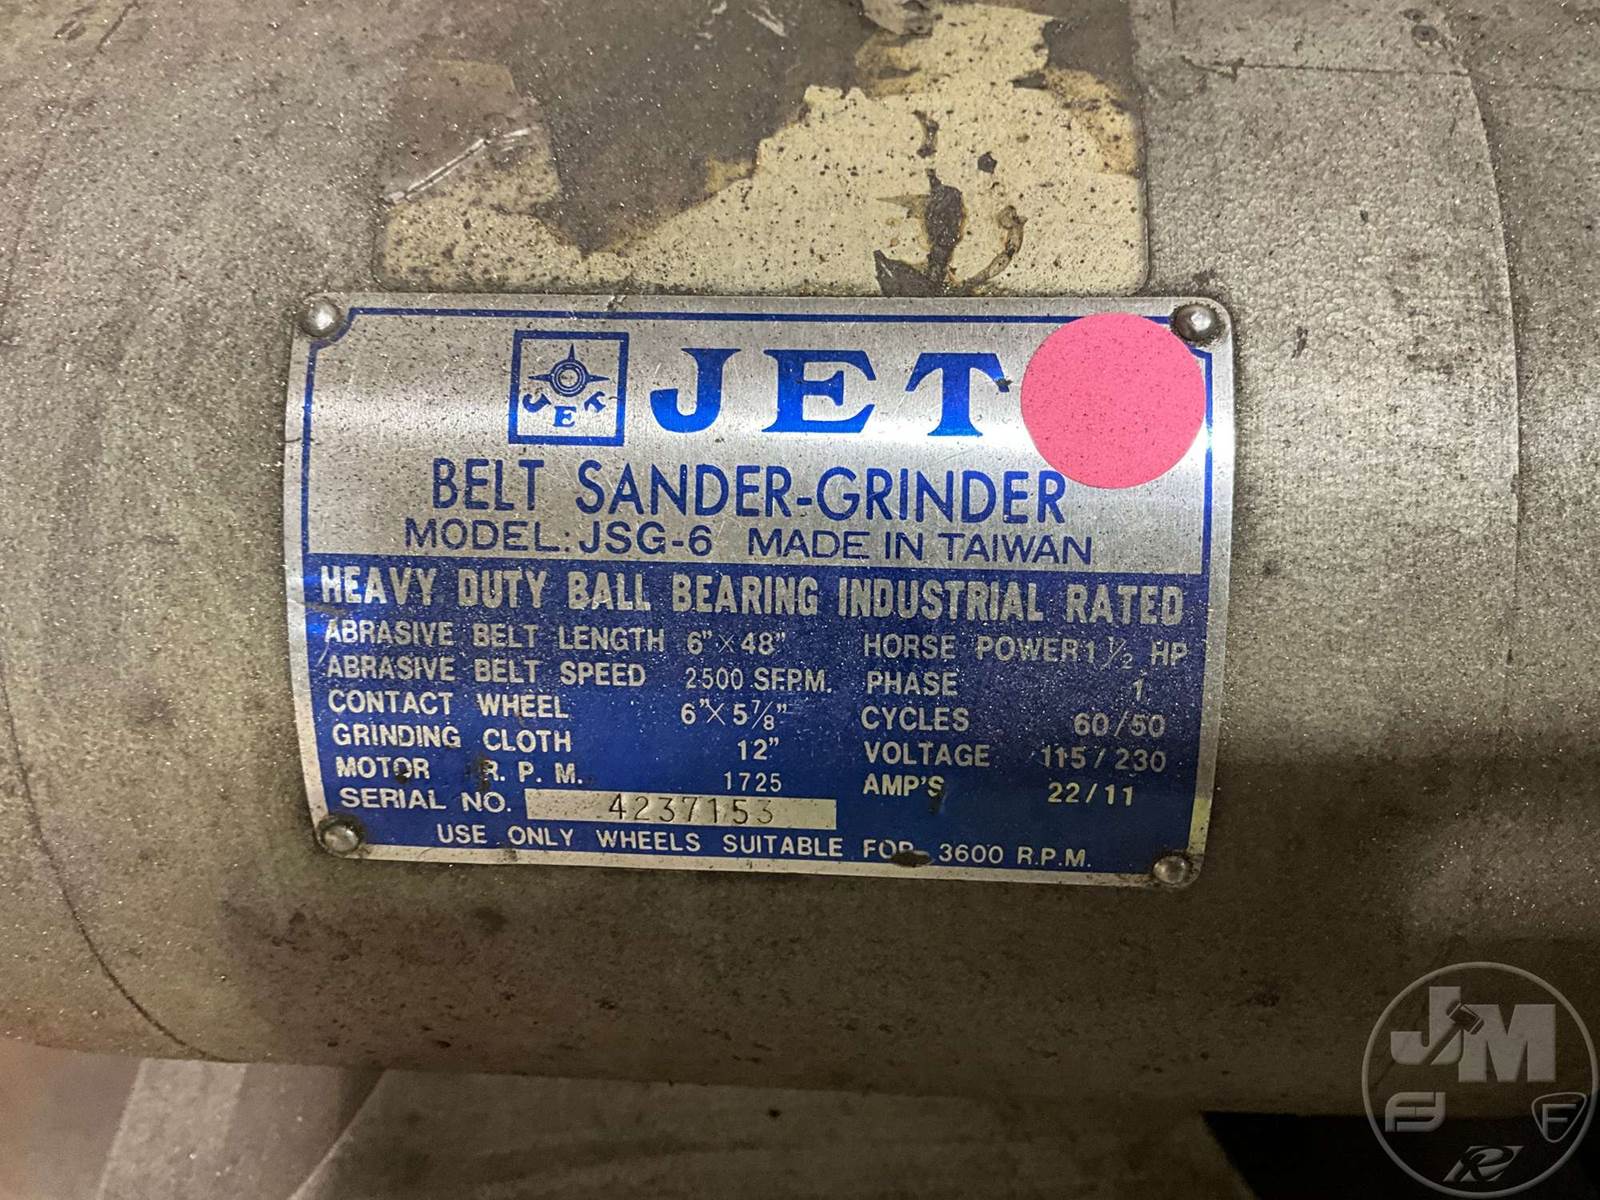 JET
JET
BELT SANDER-GRINDER
MODEL: JSG-6 MADE IN TAIWAN
HEAVY DUTY BALL BEARING INDUSTRIAL RATED
ABRASIVE BELT LENGTH 6"×48"
ABRASIVE BELT SPEED 2500 S.F.P.M.
CONTACT WHEEL 6"×5⅞"
GRINDING CLOTH 12"
MOTOR R. P. M. 1725
SERIAL NO. 4237153
HORSE POWER 1 ½ HP
PHASE 1
CYCLES 60/50
VOLTAGE 115/230
AMP'S 22/11
USE ONLY WHEELS SUITABLE FOR 3600 R.P.M.
JM
F